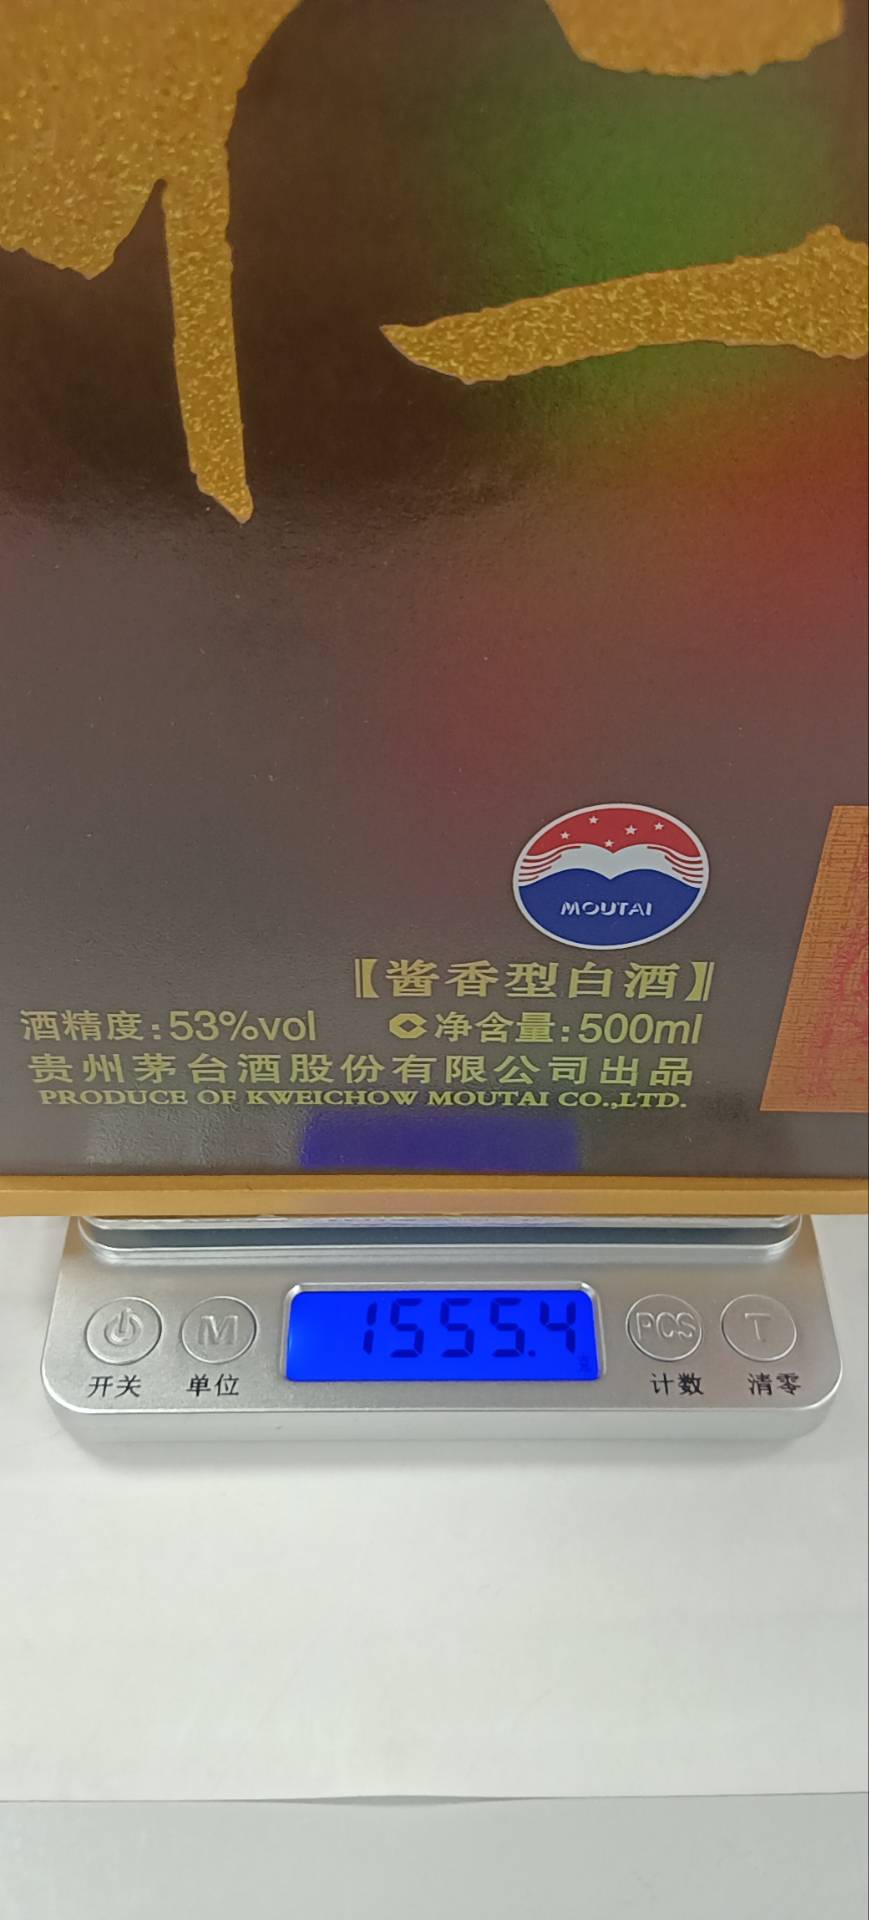 MOUTAI
【酱香型白酒】
酒精度:53%vol 净含量:500ml
贵州茅台酒股份有限公司出品
PRODUCE OF KWEICHOW MOUTAI CO.,LTD.
M 1555.4 PCS T
开关 单位 计数 清零